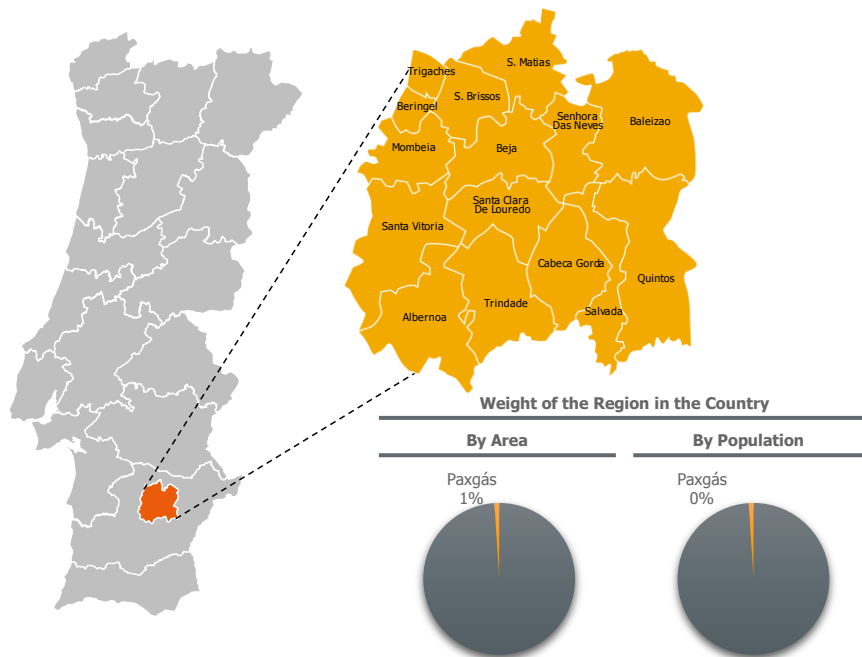 S. Matias
Trigaches
S. Brissos
Beringel
Senhora
Das Neves
Baleizao
Mombeia
Beja
Santa Clara
De Louredo
Santa Vitoria
Cabeca Gorda
Quintos
Trindade
Salvada
Albernoa
Weight of the Region in the Country
By Area
By Population
Paxgás
1%
Paxgás
0%